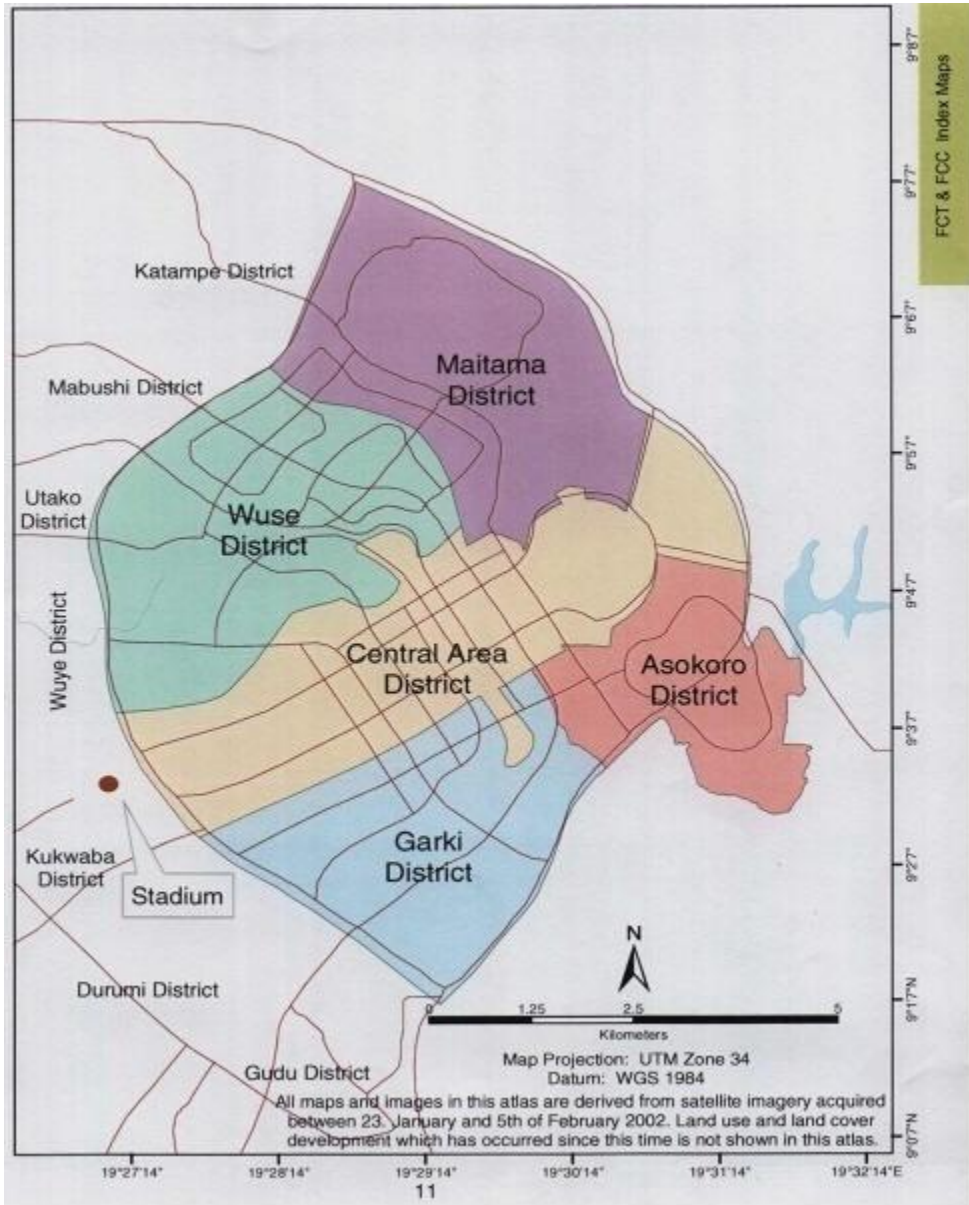 FCT & FCC Index Maps
Katampe District
Maitama
District
Mabushi District
Utako
District
Wuse
District
Wuye District
Central Area
District
Asokoro
District
Garki
District
Kukwaba
District
Stadium
Durumi District
Gudu District
N
0 1.25 2.5 5
Kilometers
Map Projection: UTM Zone 34
Datum: WGS 1984
All maps and images in this atlas are derived from satellite imagery acquired
between 23. January and 5th of February 2002. Land use and land cover
development which has occurred since this time is not shown in this atlas.
9°8'7"
9°7'7"
9°6'7"
9°5'7"
9°4'7"
9°3'7"
9°2'7"
9°1'7"N
9°0'7"N
19°27'14"
19°28'14"
19°29'14"
19°30'14"
19°31'14"
19°32'14"E
11